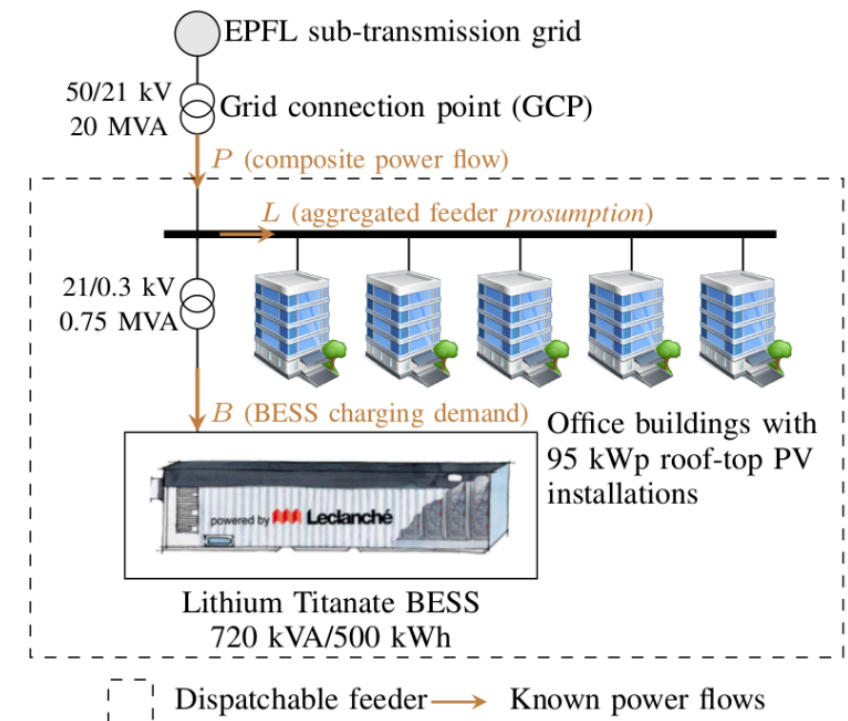 EPFL sub-transmission grid
50/21 kV
20 MVA
Grid connection point (GCP)
P (composite power flow)
L (aggregated feeder prosumption)
21/0.3 kV
0.75 MVA
B (BESS charging demand)
Office buildings with
95 kWp roof-top PV
installations
powered by Leclanché
Lithium Titanate BESS
720 kVA/500 kWh
Dispatchable feeder
Known power flows